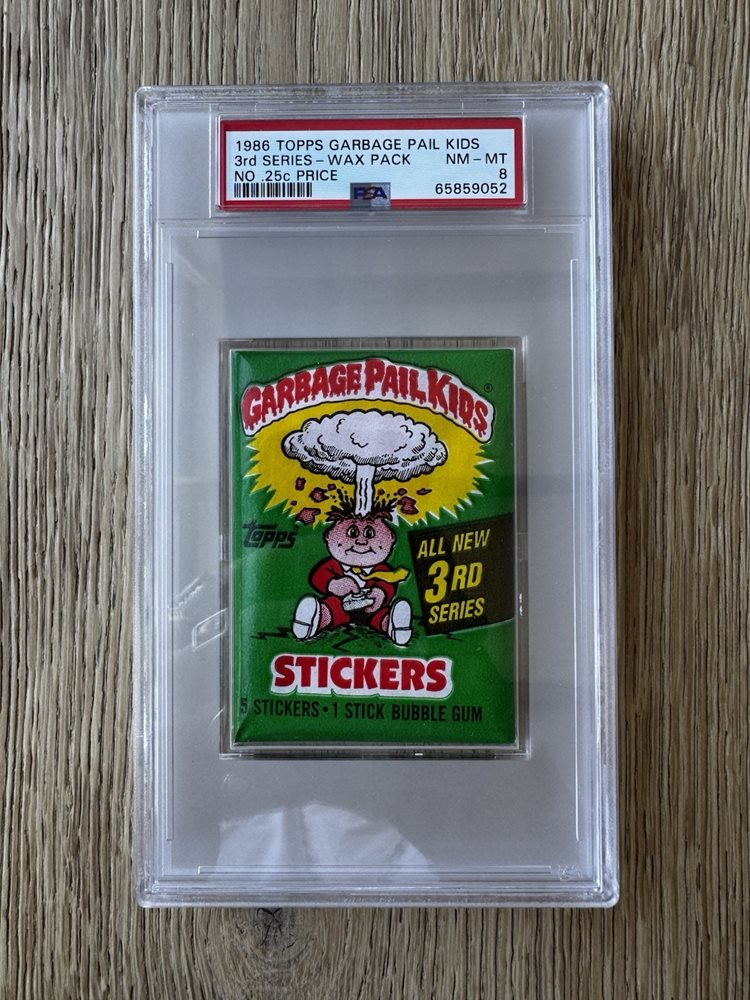 1986 TOPPS GARBAGE PAIL KIDS
3rd SERIES – WAX PACK NM – MT
NO .25c PRICE 8
PSA 65859052
GARBAGE PAIL KIDS ®
topps
ALL NEW
3RD
SERIES
STICKERS
5 STICKERS • 1 STICK BUBBLE GUM